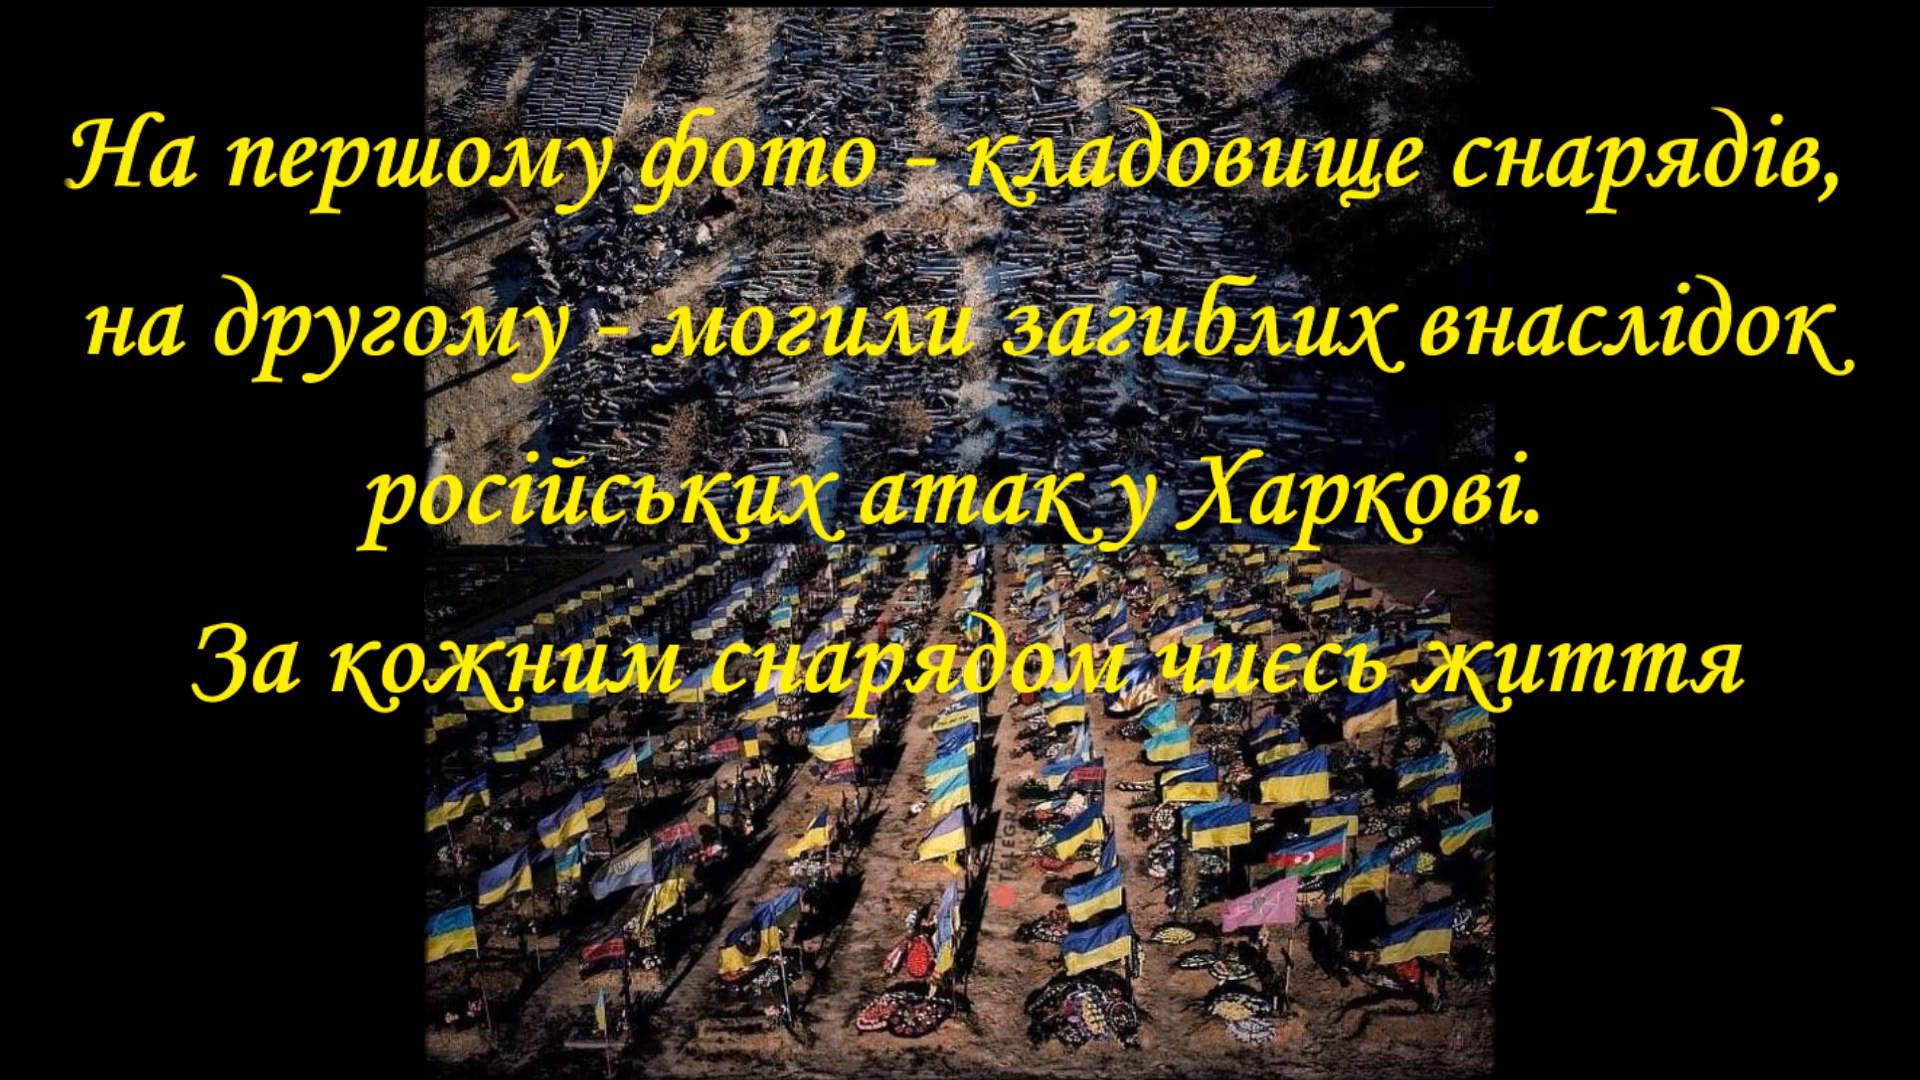 На першому фото - кладовище снарядів,
на другому - могили загиблих внаслідок
російських атак у Харкові.
За кожним снарядом чиєсь життя